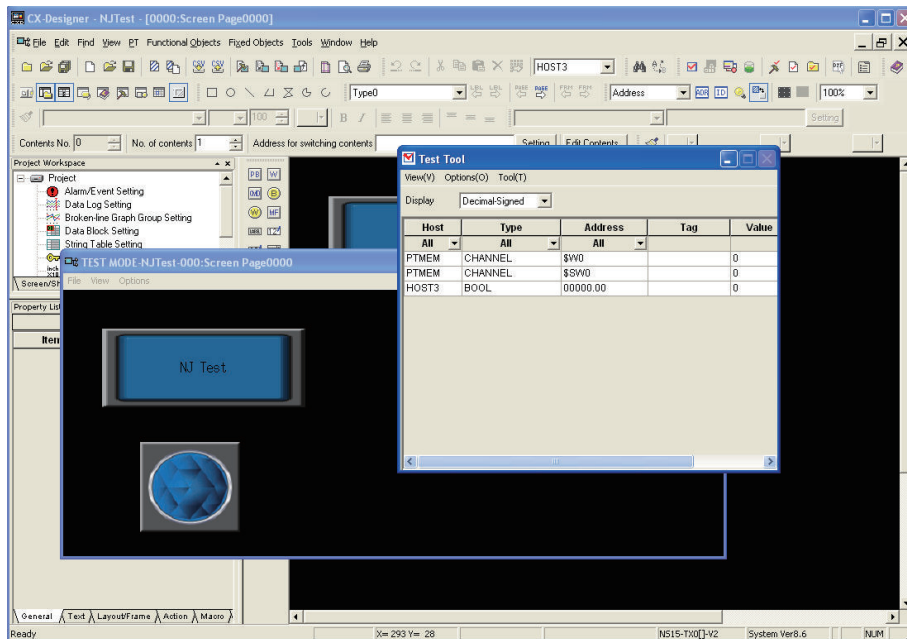 CX-Designer - NJTest - [0000:Screen Page0000]
File Edit Find View PT Functional Objects Fixed Objects Tools Window Help
HOST3
Type0 Address 100%
100 B I Setting
Contents No. 0 No. of contents 1 Address for switching contents Setting Edit Contents
Project Workspace
Project
Alarm/Event Setting
Data Log Setting
Broken-line Graph Group Setting
Data Block Setting
String Table Setting
Screen/Sh
Property Lis
Item
PB W
Test Tool
View(V) Options(O) Tool(T)
Display Decimal-Signed
Host Type Address Tag Value
All All All
PTMEM CHANNEL $W0 0
PTMEM CHANNEL $SW0 0
HOST3 BOOL 00000.00 0
TEST MODE-NJTest-000:Screen Page0000
File View Options
NJ Test
General Text Layout/Frame Action Macro
Ready X= 293 Y= 28 NS15-TX0[]-V2 System Ver8.6 NUM